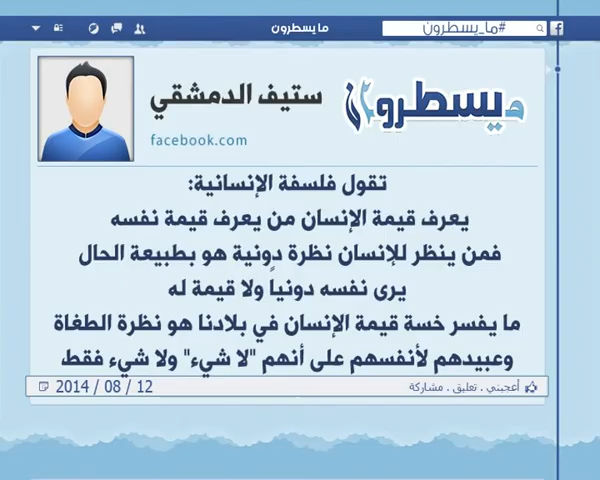 ما يسطرون
#ما_يسطرون
ما يسطرون
ستيف الدمشقي
facebook.com
تقول فلسفة الإنسانية:
يعرف قيمة الإنسان من يعرف قيمة نفسه
فمن ينظر للإنسان نظرة دونية هو بطبيعة الحال
يرى نفسه دونياً ولا قيمة له
ما يفسر خسة قيمة الإنسان في بلادنا هو نظرة الطغاة
وعبيدهم لأنفسهم على أنهم "لا شيء" ولا شيء فقط
أعجبني . تعليق . مشاركة
2014 / 08 / 12